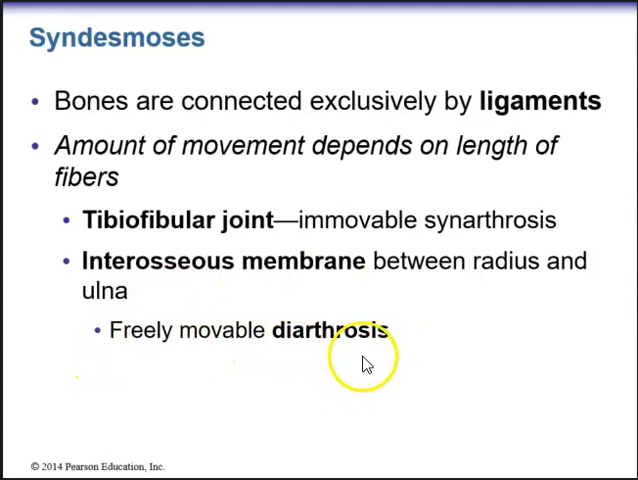 Syndesmoses
• Bones are connected exclusively by ligaments
• Amount of movement depends on length of
fibers
• Tibiofibular joint—immovable synarthrosis
• Interosseous membrane between radius and
ulna
• Freely movable diarthrosis
© 2014 Pearson Education, Inc.